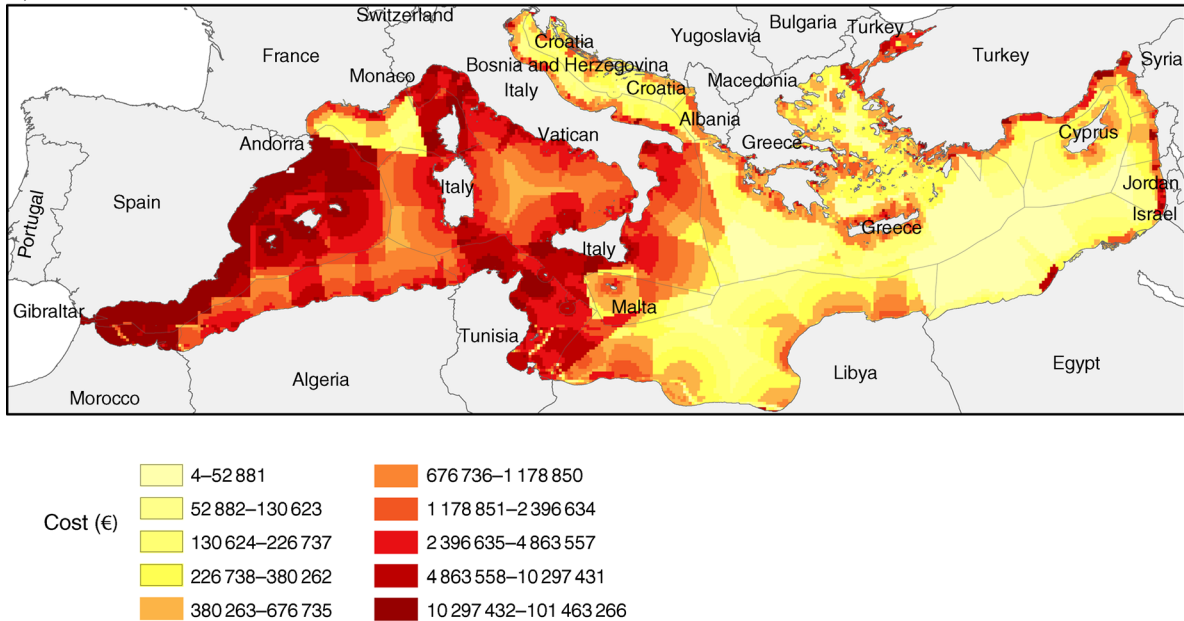 Switzerland
Bulgaria
Turkey
Croatia
Yugoslavia
France
Turkey
Syria
Bosnia and Herzegovina
Monaco
Macedonia
Italy
Croatia
Albania
Vatican
Cyprus
Andorra
Greece
Italy
Jordan
Spain
Portugal
Israel
Greece
Italy
Gibraltar
Malta
Tunisia
Egypt
Libya
Algeria
Morocco
Cost (€)
4–52 881
52 882–130 623
130 624–226 737
226 738–380 262
380 263–676 735
676 736–1 178 850
1 178 851–2 396 634
2 396 635–4 863 557
4 863 558–10 297 431
10 297 432–101 463 266